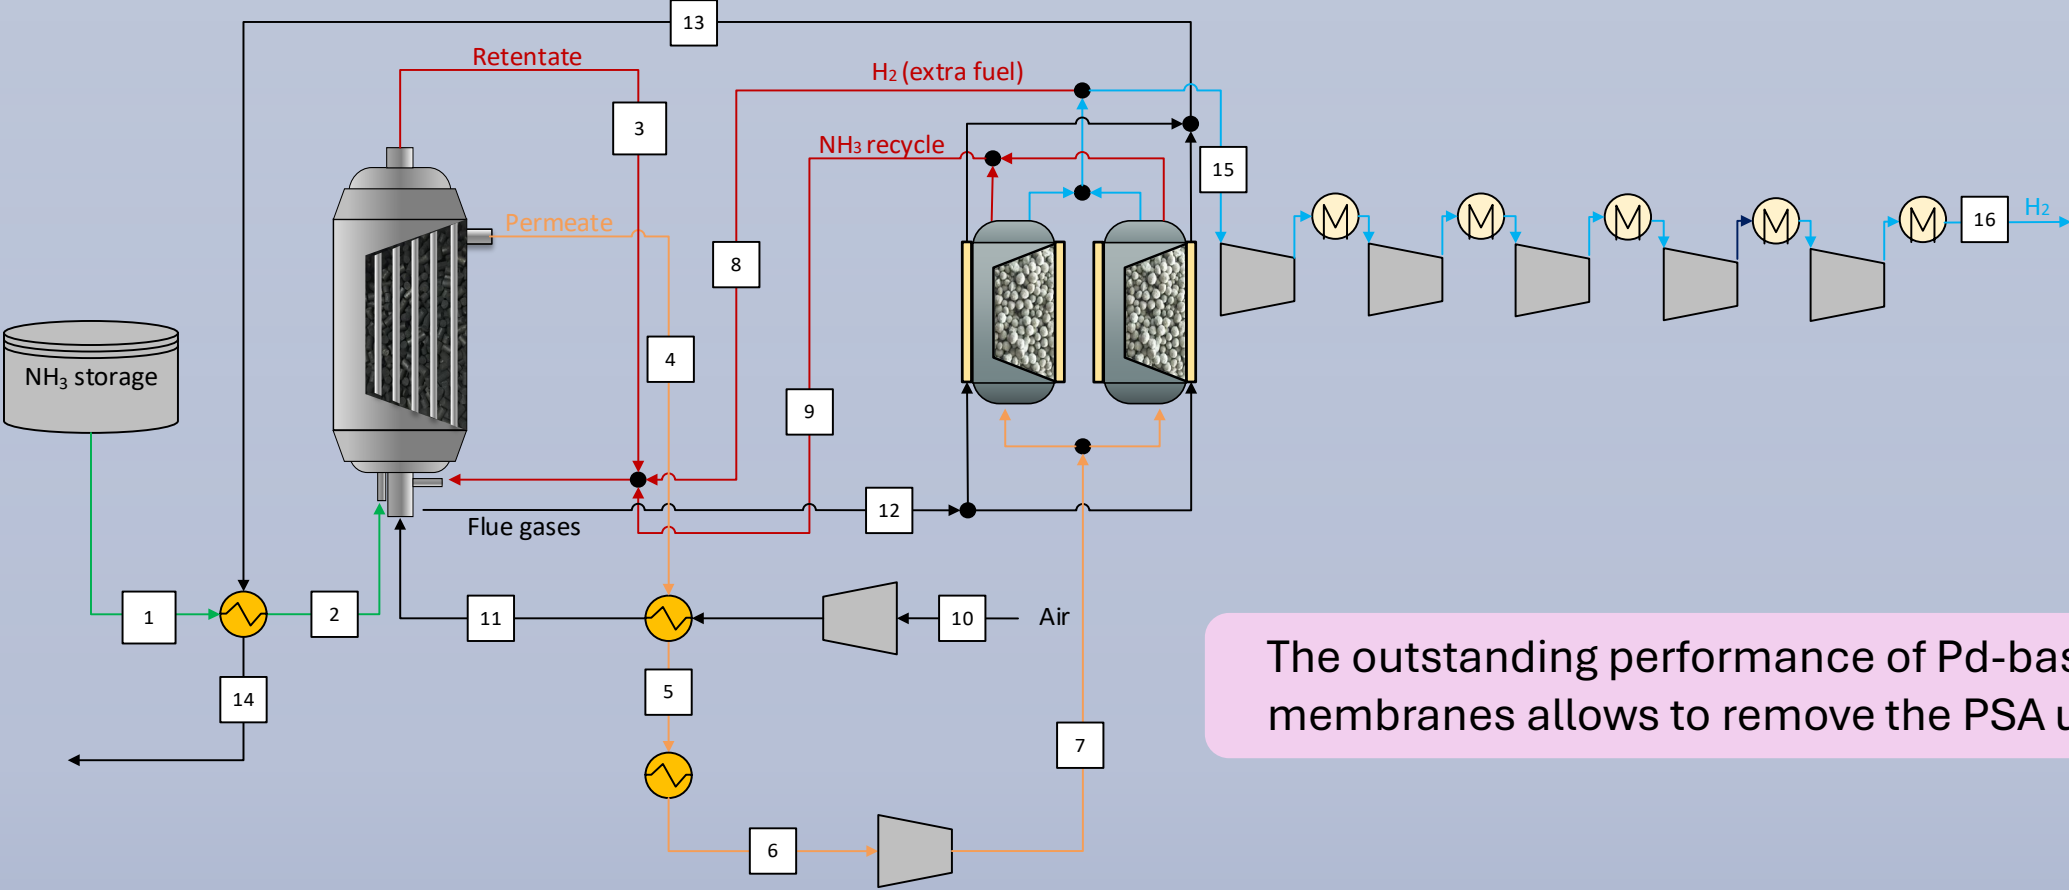 13
Retentate
H2 (extra fuel)
3
NH3 recycle
15
Permeate
16
H2
8
4
NH3 storage
9
12
Flue gases
1
2
11
10
Air
5
14
7
6
The outstanding performance of Pd-bas
membranes allows to remove the PSA u